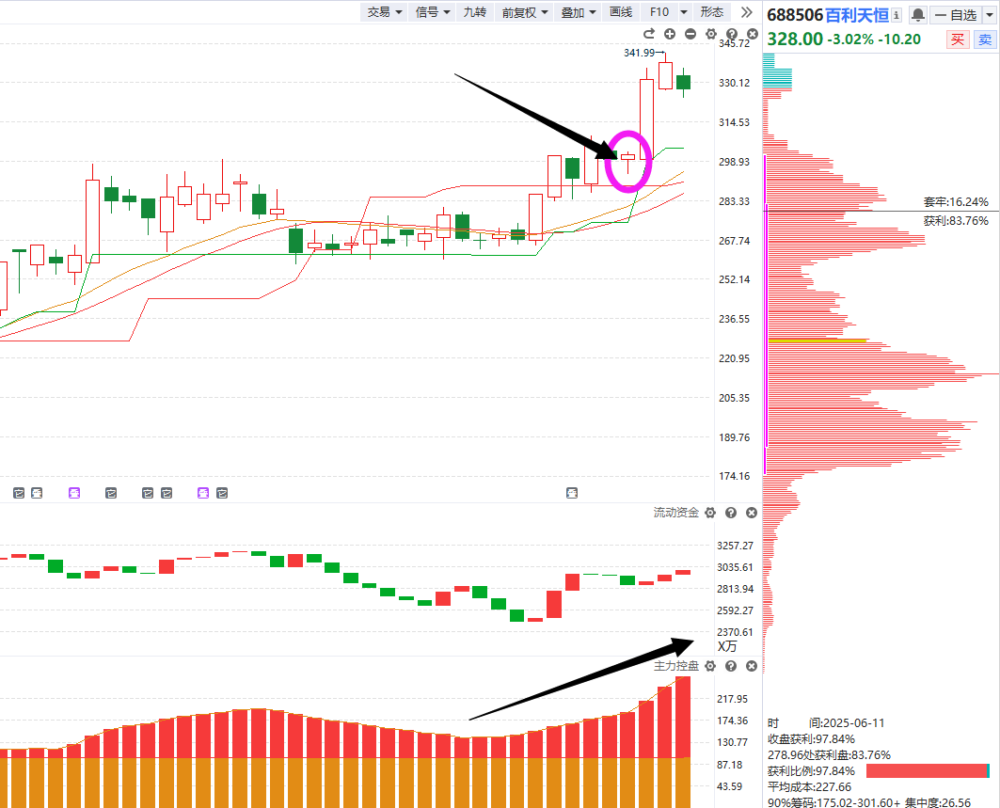 交易 信号 九转 前复权 叠加 画线 F10 形态
688506 百利天恒 自选
328.00 -3.02% -10.20 买 卖
341.99
345.72
330.12
314.53
298.93
283.33
267.74
252.14
236.55
220.95
205.35
189.76
174.16
套牢:16.24%
获利:83.76%
流动资金
3257.27
3035.61
2813.94
2592.27
2370.61
X万
主力控盘
217.95
174.36
130.77
87.18
43.59
时 间:2025-06-11
收盘获利:97.84%
278.96处获利盘:83.76%
获利比例:97.84%
平均成本:227.66
90%筹码:175.02-301.60+ 集中度:26.56